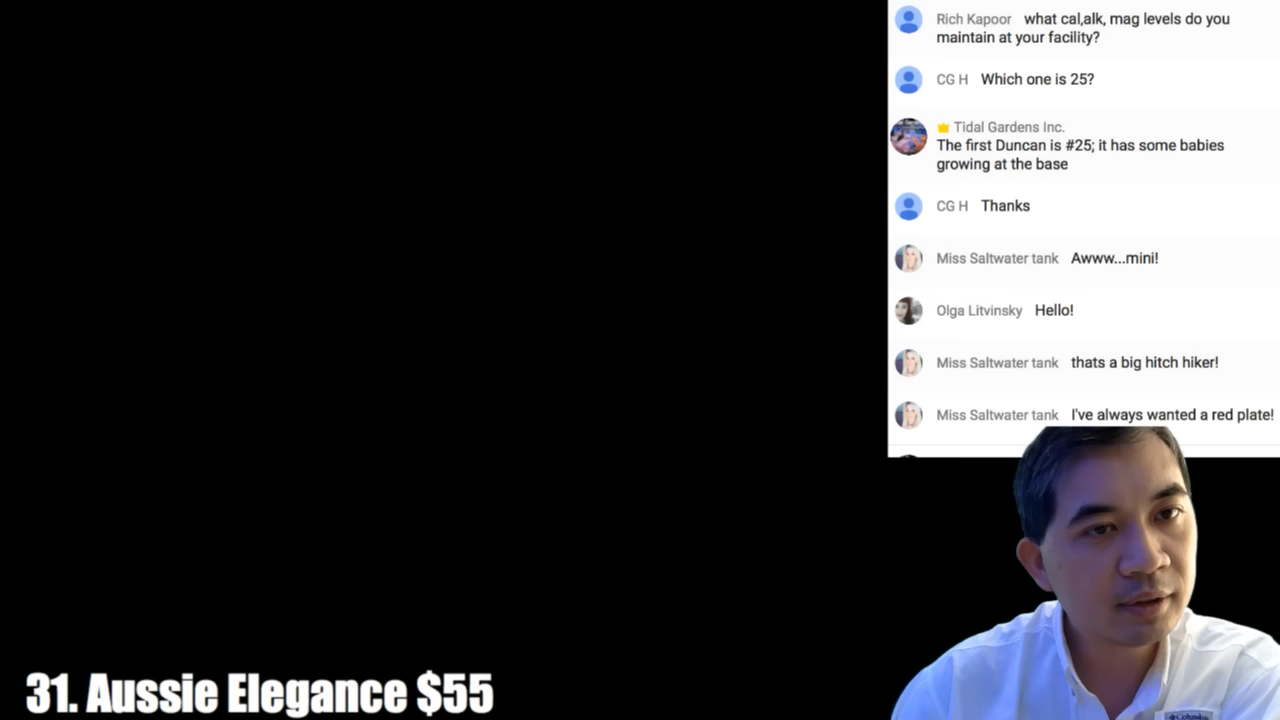 Rich Kapoor what cal,alk, mag levels do you
maintain at your facility?
CG H Which one is 25?
Tidal Gardens Inc.
The first Duncan is #25; it has some babies
growing at the base
CG H Thanks
Miss Saltwater tank Awww...mini!
Olga Litvinsky Hello!
Miss Saltwater tank thats a big hitch hiker!
Miss Saltwater tank I've always wanted a red plate!
31. Aussie Elegance $55
Columbia